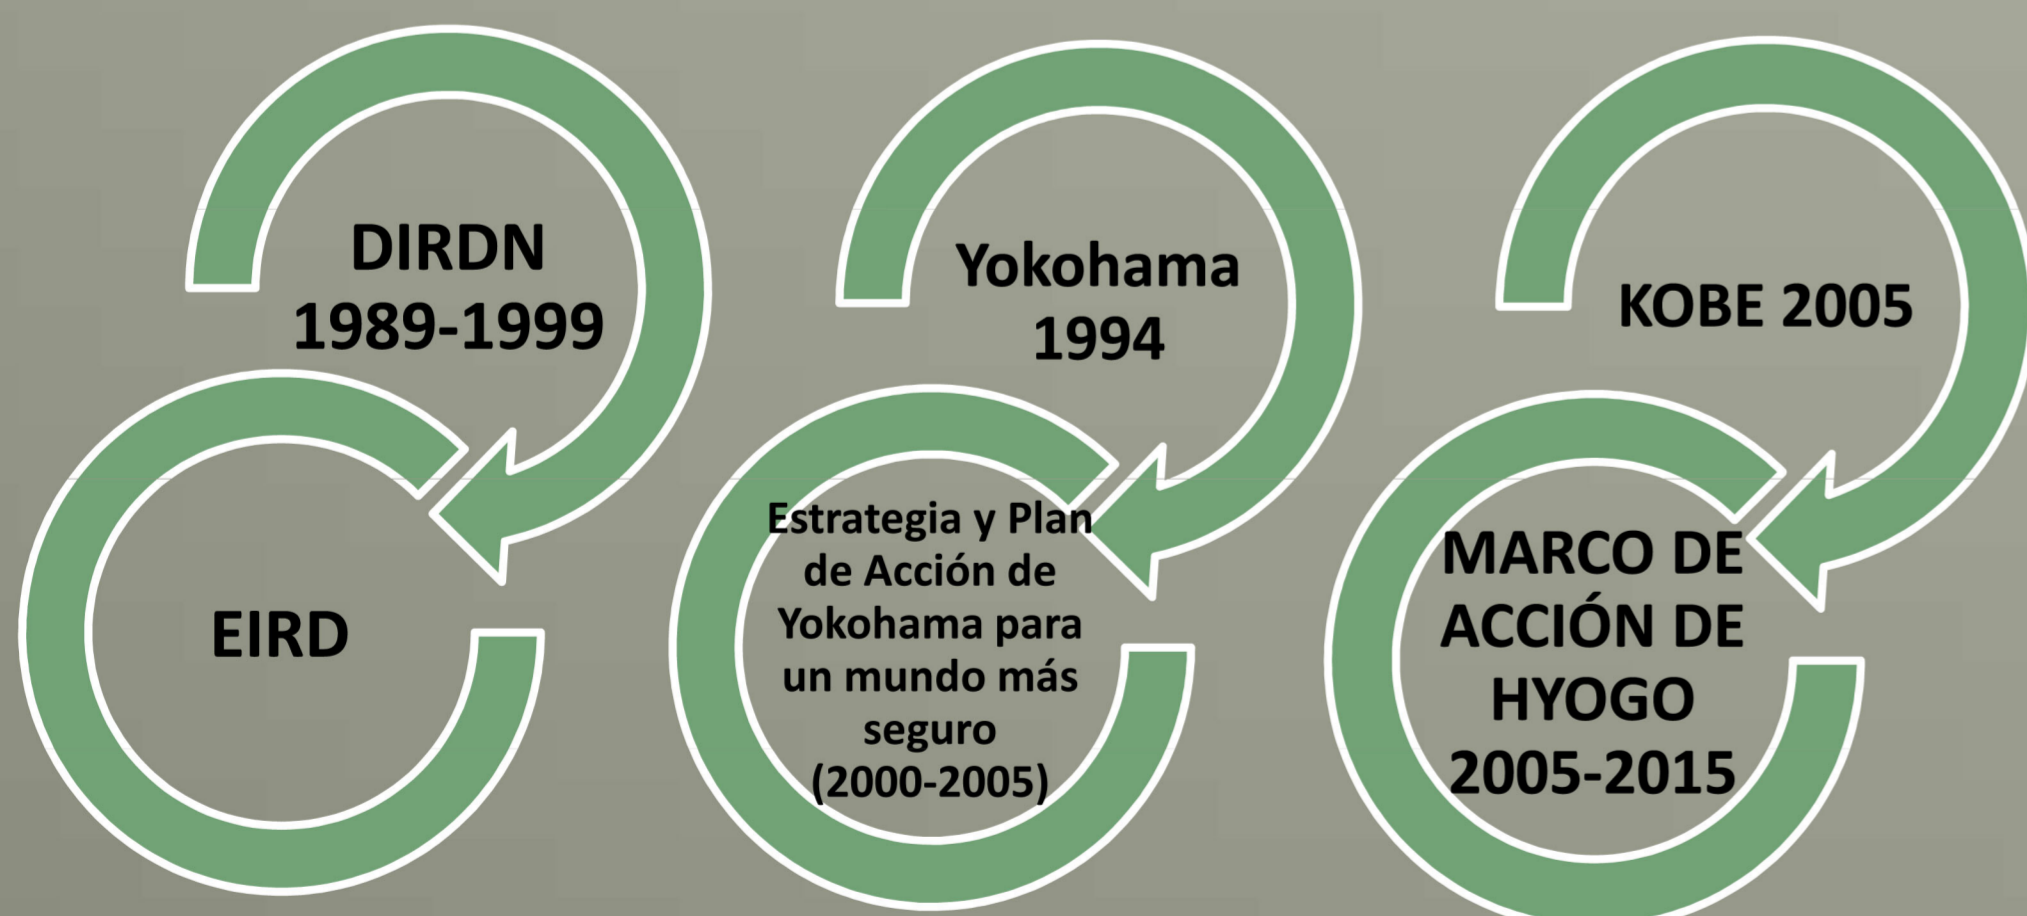 DIRDN
1989-1999
EIRD
Yokohama
1994
Estrategia y Plan
de Acción de
Yokohama para
un mundo más
seguro
(2000-2005)
KOBE 2005
MARCO DE
ACCIÓN DE
HYOGO
2005-2015